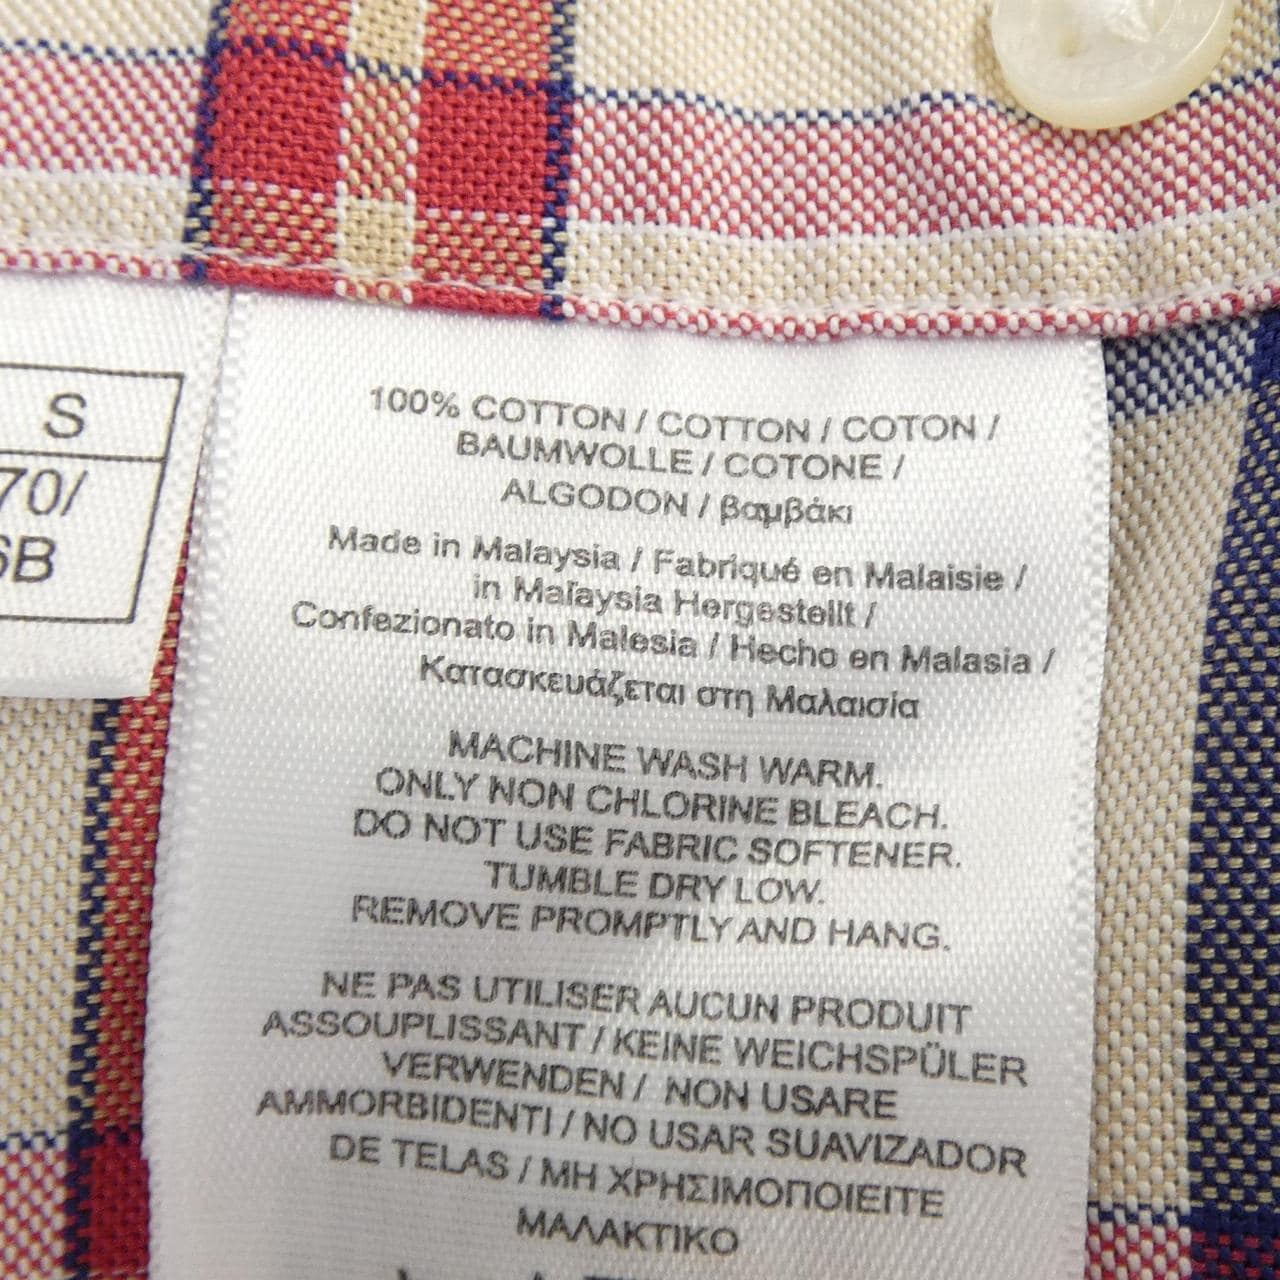 S
70/
6B
100% COTTON / COTTON / COTON /
BAUMWOLLE / COTONE /
ALGODON / βαμβάκι
Made in Malaysia / Fabriqué en Malaisie /
in Malaysia Hergestellt /
Confezionato in Malesia / Hecho en Malasia /
Κατασκευάζεται στη Μαλαισία
MACHINE WASH WARM.
ONLY NON CHLORINE BLEACH.
DO NOT USE FABRIC SOFTENER.
TUMBLE DRY LOW.
REMOVE PROMPTLY AND HANG.
NE PAS UTILISER AUCUN PRODUIT
ASSOUPLISSANT / KEINE WEICHSPÜLER
VERWENDEN / NON USARE
AMMORBIDENTI / NO USAR SUAVIZADOR
DE TELAS / ΜΗ ΧΡΗΣΙΜΟΠΟΙΕΙΤΕ
ΜΑΛΑΚΤΙΚΟ